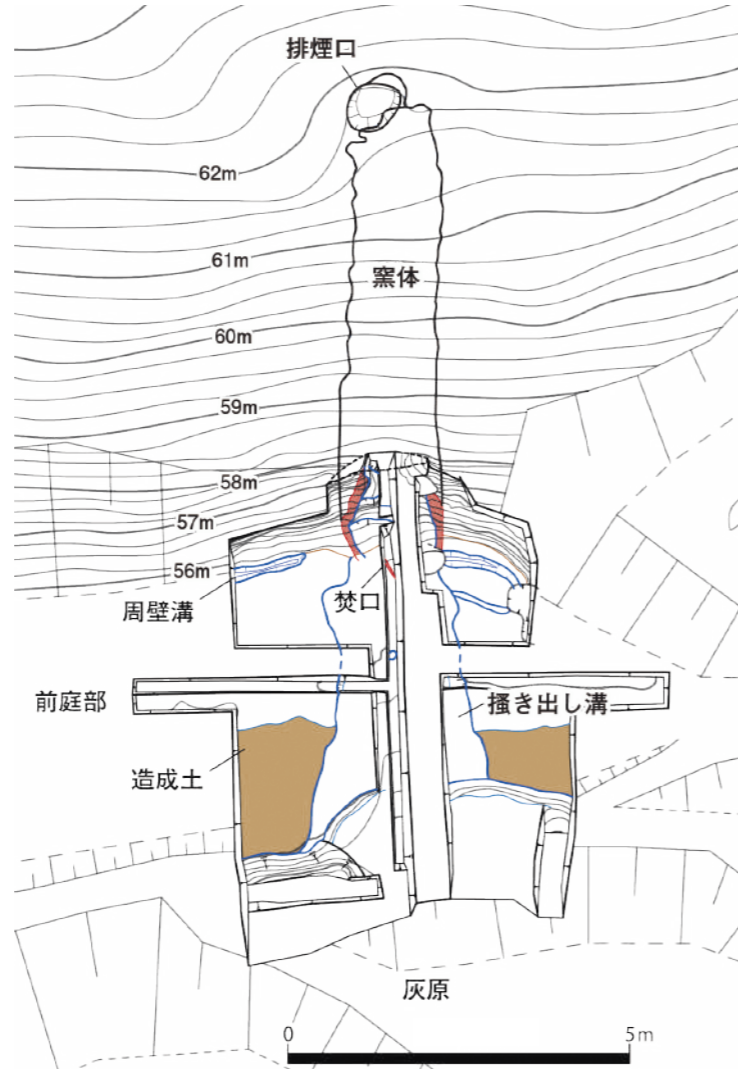 排煙口
62m
61m
窯体
60m
59m
58m
57m
56m
周壁溝
焚口
前庭部
掻き出し溝
造成土
灰原
0
5m